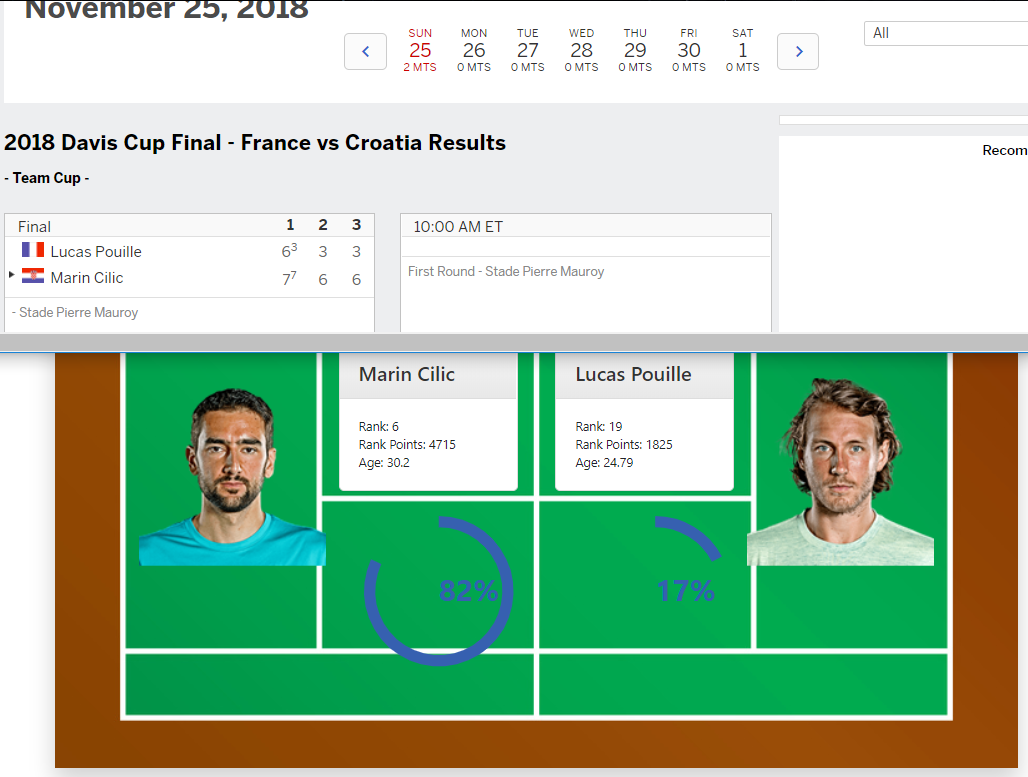 November 25, 2018
SUN MON TUE WED THU FRI SAT
25 26 27 28 29 30 1
2 MTS 0 MTS 0 MTS 0 MTS 0 MTS 0 MTS 0 MTS
All
2018 Davis Cup Final - France vs Croatia Results
- Team Cup -
Recom
Final 1 2 3
Lucas Pouille 6³ 3 3
Marin Cilic 7⁷ 6 6
- Stade Pierre Mauroy
10:00 AM ET
First Round - Stade Pierre Mauroy
Marin Cilic
Rank: 6
Rank Points: 4715
Age: 30.2
Lucas Pouille
Rank: 19
Rank Points: 1825
Age: 24.79
82%
17%